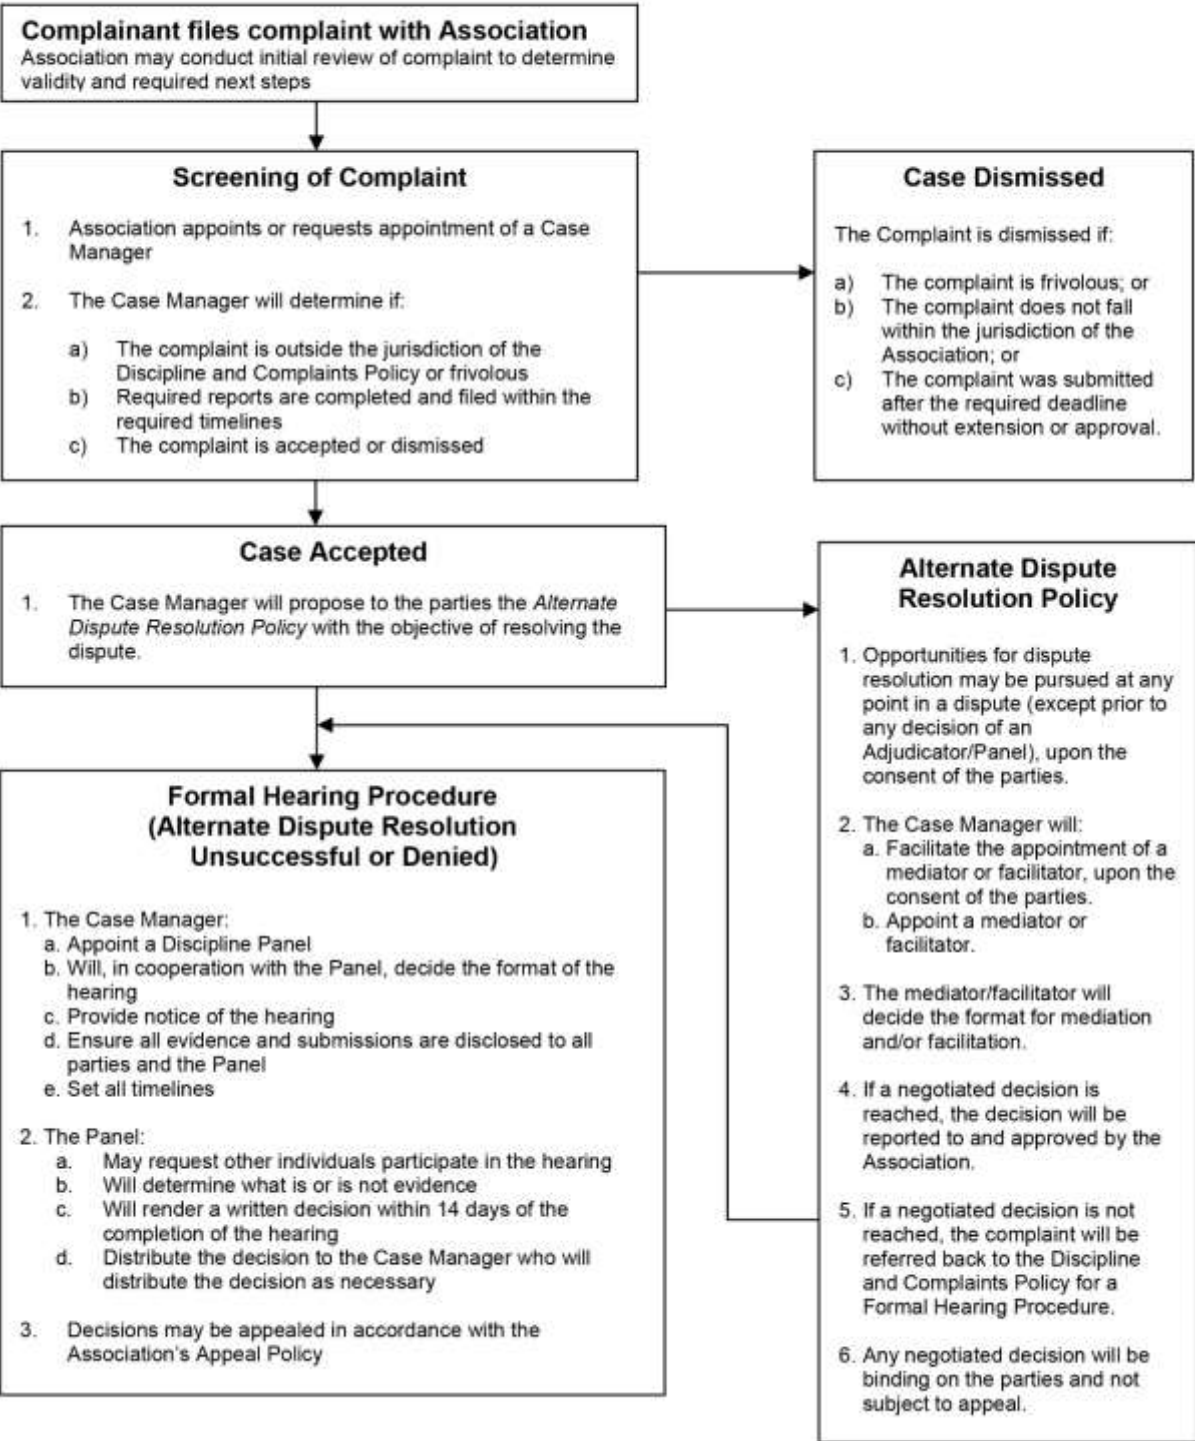 Complainant files complaint with Association
Association may conduct initial review of complaint to determine
validity and required next steps
Screening of Complaint
1. Association appoints or requests appointment of a Case
Manager
2. The Case Manager will determine if:
a) The complaint is outside the jurisdiction of the
Discipline and Complaints Policy or frivolous
b) Required reports are completed and filed within the
required timelines
c) The complaint is accepted or dismissed
Case Dismissed
The Complaint is dismissed if:
a) The complaint is frivolous; or
b) The complaint does not fall
within the jurisdiction of the
Association; or
c) The complaint was submitted
after the required deadline
without extension or approval.
Case Accepted
1. The Case Manager will propose to the parties the Alternate
Dispute Resolution Policy with the objective of resolving the
dispute.
Alternate Dispute
Resolution Policy
1. Opportunities for dispute
resolution may be pursued at any
point in a dispute (except prior to
any decision of an
Adjudicator/Panel), upon the
consent of the parties.
2. The Case Manager will:
a. Facilitate the appointment of a
mediator or facilitator, upon the
consent of the parties.
b. Appoint a mediator or
facilitator.
3. The mediator/facilitator will
decide the format for mediation
and/or facilitation.
4. If a negotiated decision is
reached, the decision will be
reported to and approved by the
Association.
5. If a negotiated decision is not
reached, the complaint will be
referred back to the Discipline
and Complaints Policy for a
Formal Hearing Procedure.
6. Any negotiated decision will be
binding on the parties and not
subject to appeal.
Formal Hearing Procedure
(Alternate Dispute Resolution
Unsuccessful or Denied)
1. The Case Manager:
a. Appoint a Discipline Panel
b. Will, in cooperation with the Panel, decide the format of the
hearing
c. Provide notice of the hearing
d. Ensure all evidence and submissions are disclosed to all
parties and the Panel
e. Set all timelines
2. The Panel:
a. May request other individuals participate in the hearing
b. Will determine what is or is not evidence
c. Will render a written decision within 14 days of the
completion of the hearing
d. Distribute the decision to the Case Manager who will
distribute the decision as necessary
3. Decisions may be appealed in accordance with the
Association's Appeal Policy